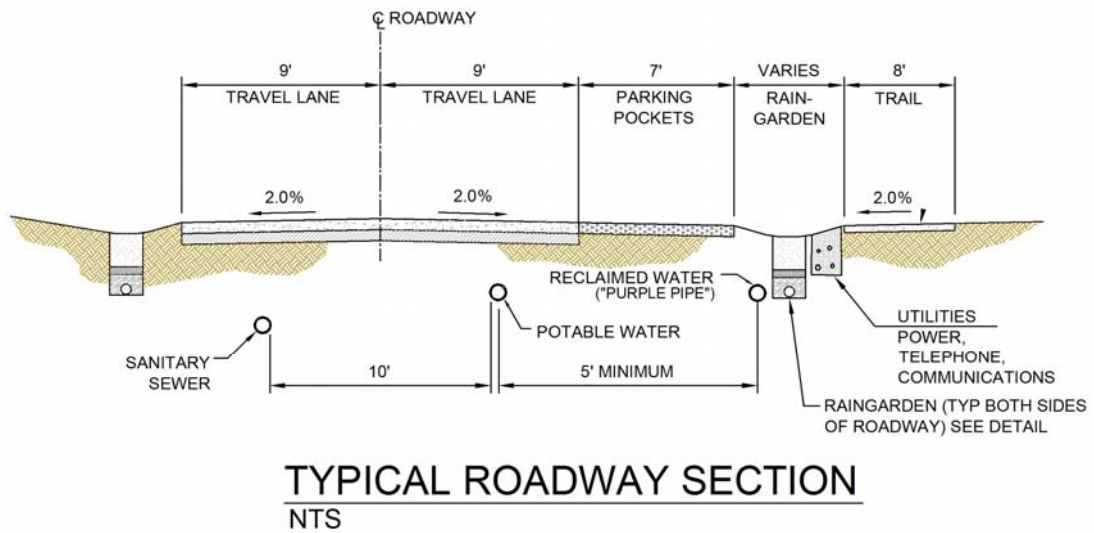 ℄ ROADWAY
9'
TRAVEL LANE
9'
TRAVEL LANE
7'
PARKING
POCKETS
VARIES
RAIN-
GARDEN
8'
TRAIL
2.0%
2.0%
2.0%
RECLAIMED WATER
("PURPLE PIPE")
POTABLE WATER
SANITARY
SEWER
10'
5' MINIMUM
UTILITIES
POWER,
TELEPHONE,
COMMUNICATIONS
RAINGARDEN (TYP BOTH SIDES
OF ROADWAY) SEE DETAIL
TYPICAL ROADWAY SECTION
NTS